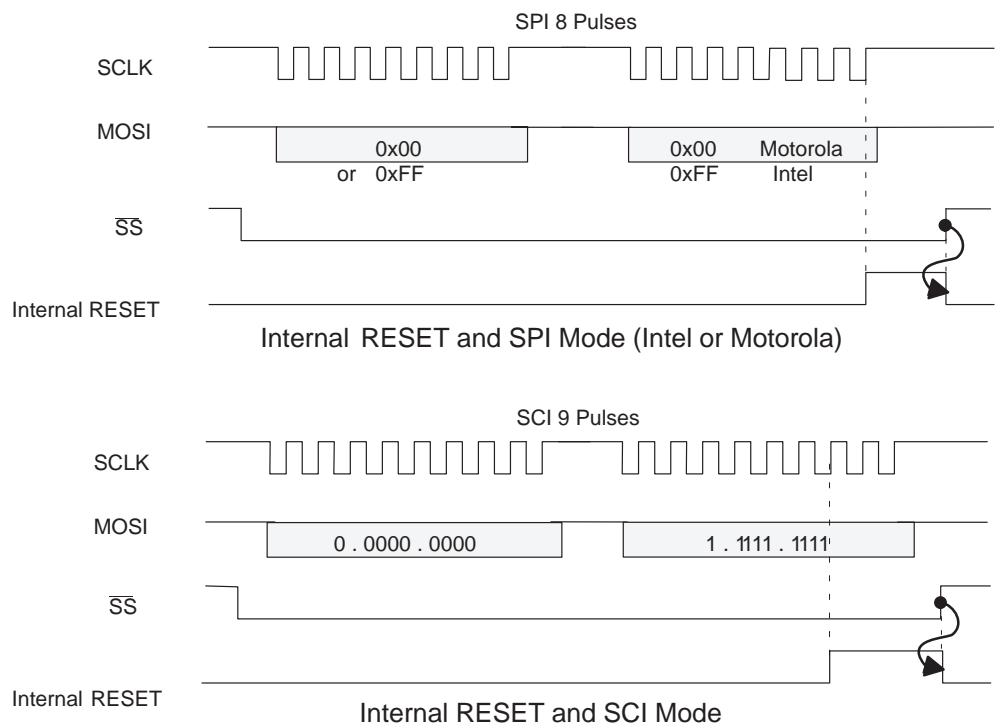 SPI 8 Pulses
SCLK
MOSI
0x00 0x00 Motorola
or 0xFF 0xFF Intel
SS
Internal RESET
Internal RESET and SPI Mode (Intel or Motorola)
SCI 9 Pulses
SCLK
MOSI
0 . 0000 . 0000 1 . 1111 . 1111
SS
Internal RESET
Internal RESET and SCI Mode